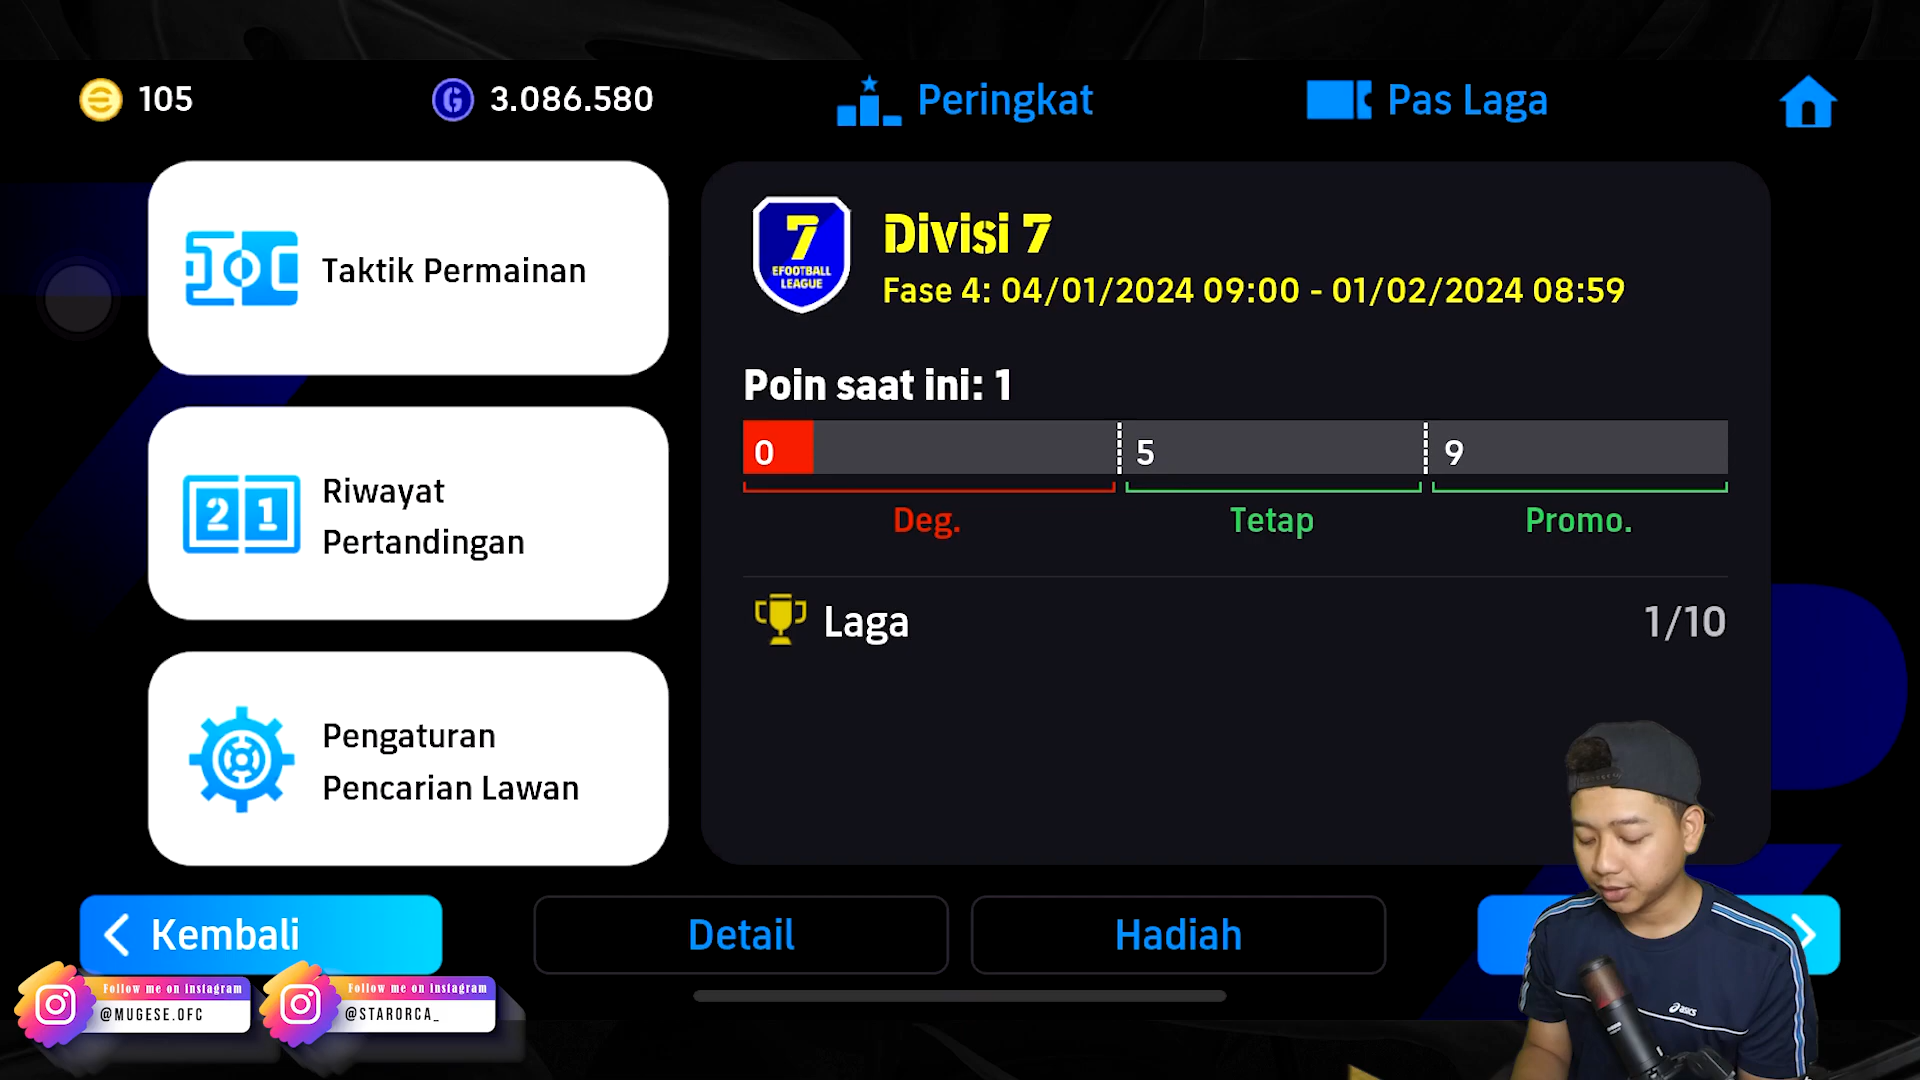 105
3.086.580
Peringkat
Pas Laga
Taktik Permainan
Riwayat
Pertandingan
21
Pengaturan
Pencarian Lawan
7
EFOOTBALL
LEAGUE
Divisi 7
Fase 4: 04/01/2024 09:00 - 01/02/2024 08:59
Poin saat ini: 1
0 5 9
Deg. Tetap Promo.
Laga 1/10
Kembali
Detail
Hadiah
Follow me on Instagram
@MUGESE.OFC
Follow me on Instagram
@STARORCA_
asics